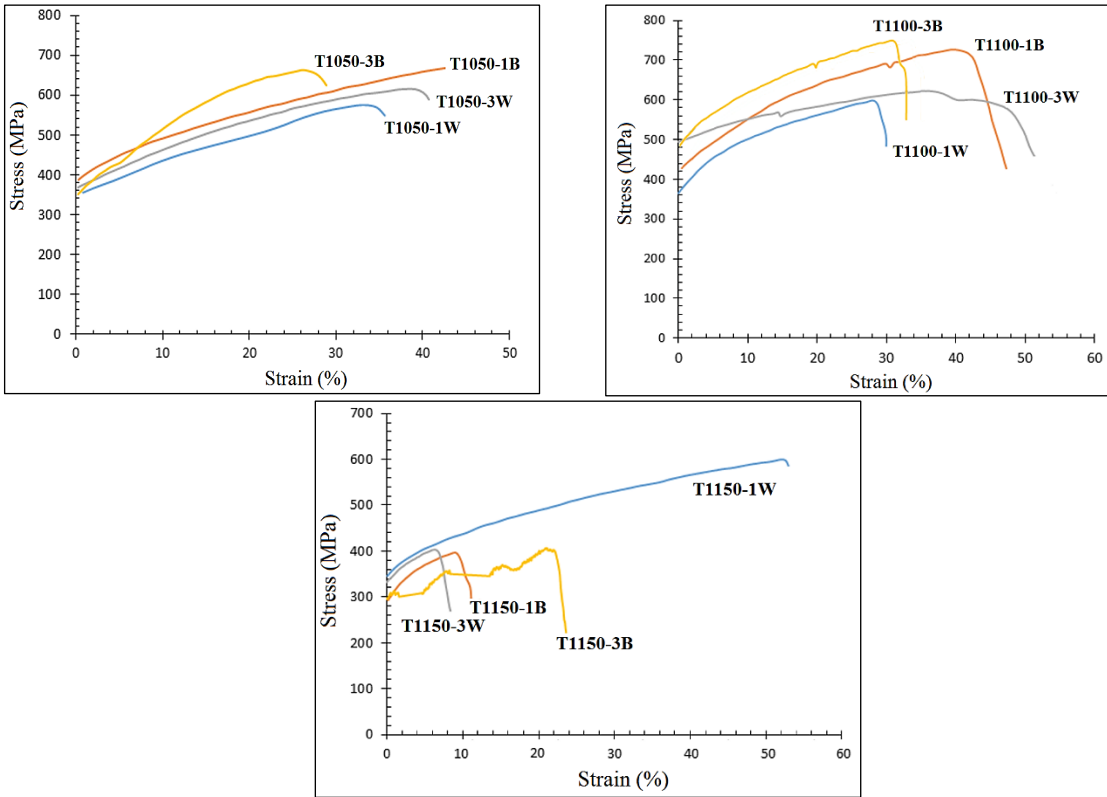 800
700
600
500
400
300
200
100
0
Stress (MPa)
T1050-3B
T1050-1B
T1050-3W
T1050-1W
0 10 20 30 40 50
Strain (%)
800
700
600
500
400
300
200
100
0
Stress (MPa)
T1100-3B
T1100-1B
T1100-3W
T1100-1W
0 10 20 30 40 50 60
Strain (%)
700
600
500
400
300
200
100
0
Stress (MPa)
T1150-1W
T1150-1B
T1150-3W
T1150-3B
0 10 20 30 40 50 60
Strain (%)